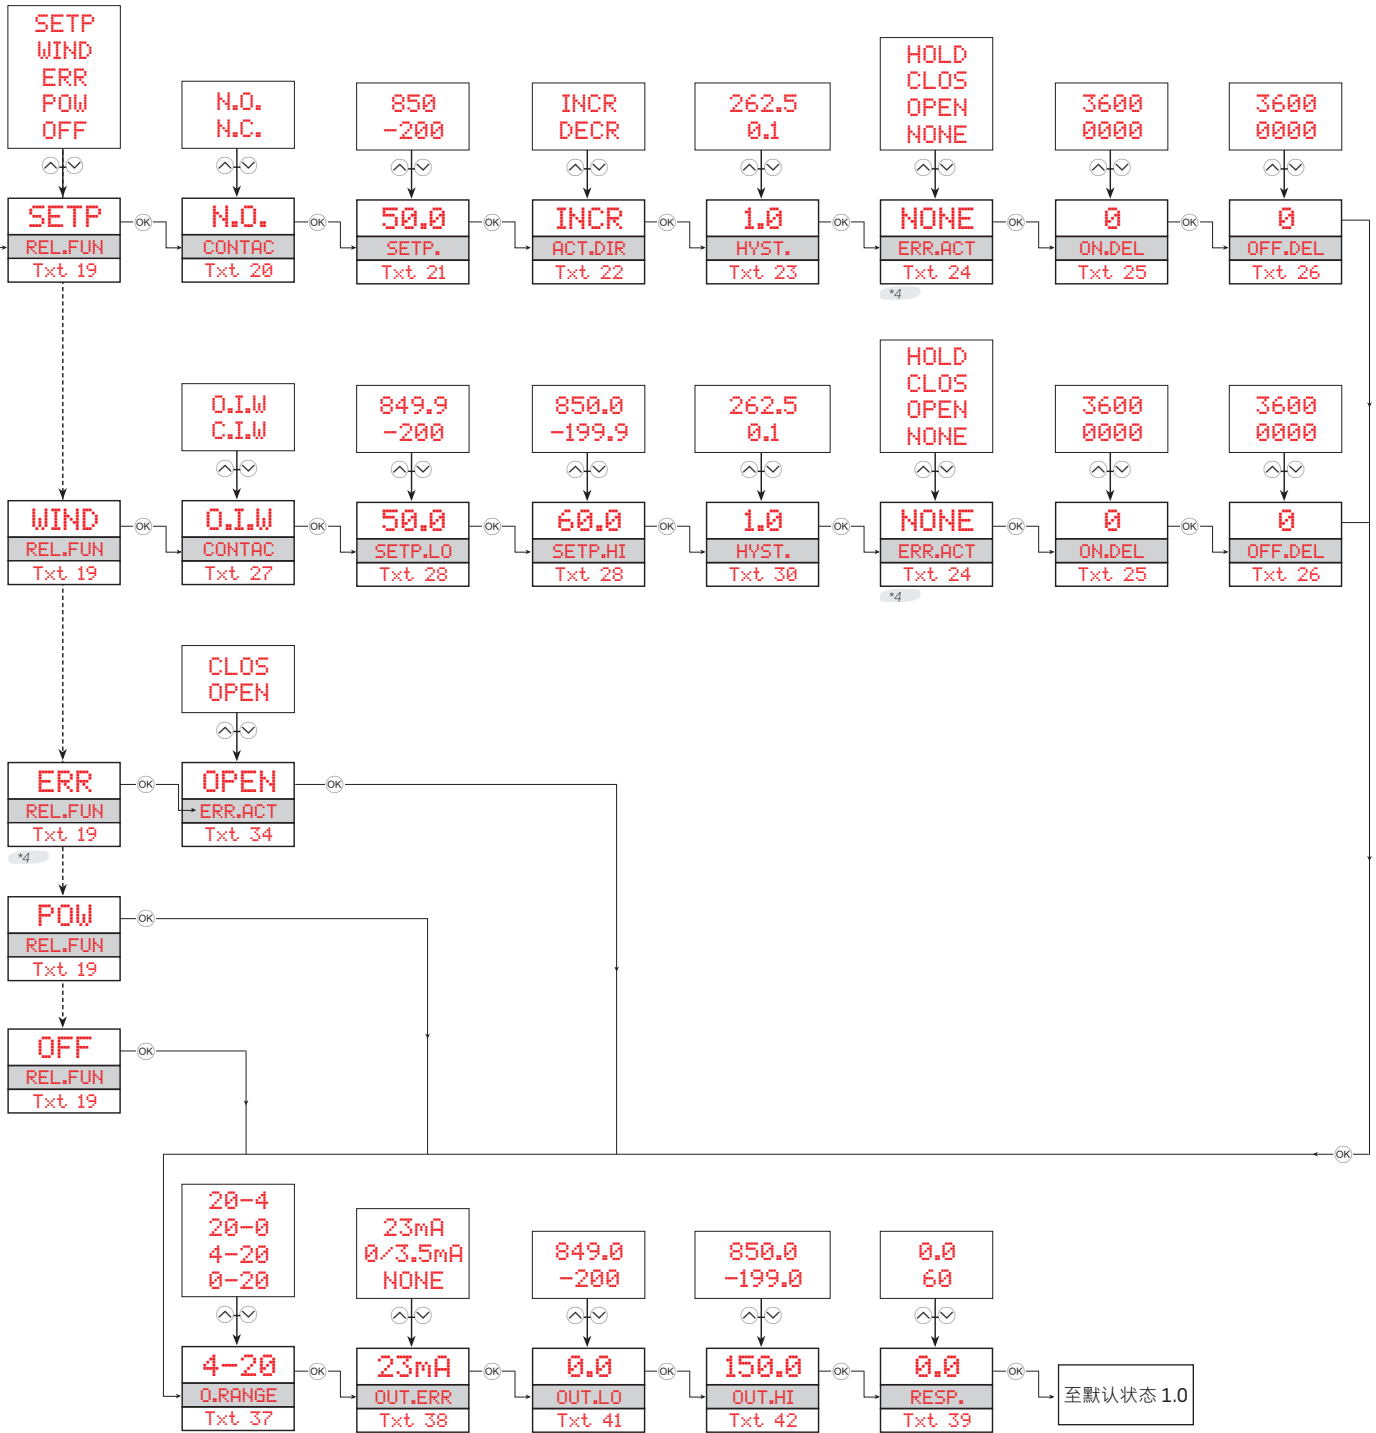 SETP
WIND
ERR
POW
OFF
N.O.
N.C.
850
-200
INCR
DECR
262.5
0.1
HOLD
CLOS
OPEN
NONE
3600
0000
3600
0000
SETP
REL.FUN
Txt 19
OK
N.O.
CONTAC
Txt 20
OK
50.0
SETP.
Txt 21
OK
INCR
ACT.DIR
Txt 22
OK
1.0
HYST.
Txt 23
OK
NONE
ERR.ACT
Txt 24
*4
OK
0
ON.DEL
Txt 25
OK
0
OFF.DEL
Txt 26
O.I.W
C.I.W
849.9
-200
850.0
-199.9
262.5
0.1
HOLD
CLOS
OPEN
NONE
3600
0000
3600
0000
WIND
REL.FUN
Txt 19
OK
O.I.W
CONTAC
Txt 27
OK
50.0
SETP.LO
Txt 28
OK
60.0
SETP.HI
Txt 28
OK
1.0
HYST.
Txt 30
OK
NONE
ERR.ACT
Txt 24
*4
OK
0
ON.DEL
Txt 25
OK
0
OFF.DEL
Txt 26
CLOS
OPEN
ERR
REL.FUN
Txt 19
*4
OK
OPEN
ERR.ACT
Txt 34
OK
POW
REL.FUN
Txt 19
OK
OFF
REL.FUN
Txt 19
OK
OK
20-4
20-0
4-20
0-20
23mA
0/3.5mA
NONE
849.0
-200
850.0
-199.0
0.0
60
4-20
O.RANGE
Txt 37
OK
23mA
OUT.ERR
Txt 38
OK
0.0
OUT.LO
Txt 41
OK
150.0
OUT.HI
Txt 42
OK
0.0
RESP.
Txt 39
OK
至默认状态 1.0